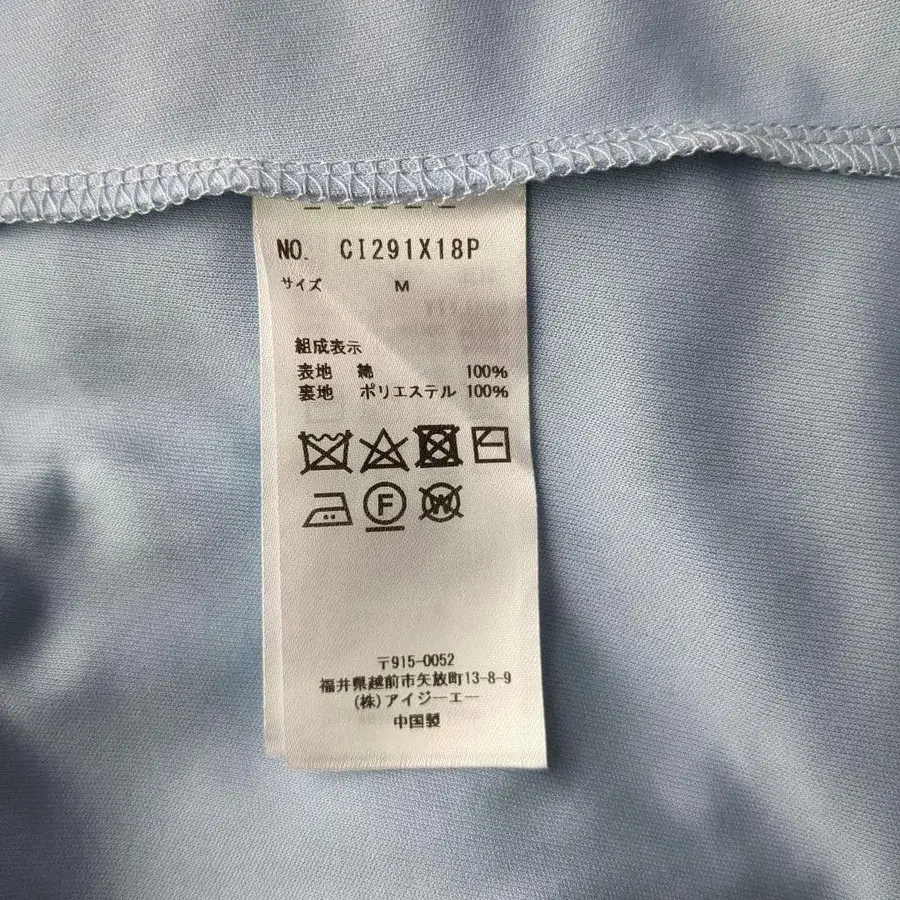 NO. CI291X18P
サイズ M
組成表示
表地 綿 100%
裏地 ポリエステル 100%
F
W
〒915-0052
福井県越前市矢放町13-8-9
(株)アイジーエー
中国製